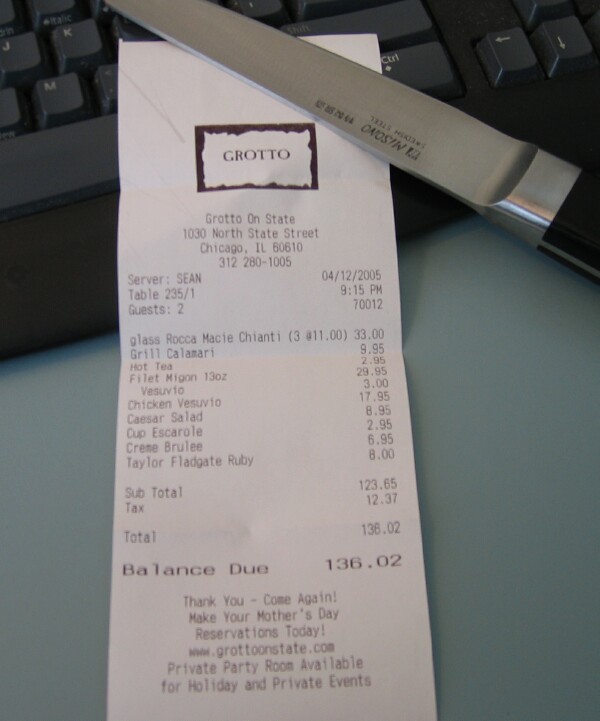 J
K
M
Ctrl
←
↓
MISONO
SWEDEN STEEL
GROTTO
Grotto On State
1030 North State Street
Chicago, IL 60610
312 280-1005
Server: SEAN 04/12/2005
Table 235/1 9:15 PM
Guests: 2 70012
glass Rocca Macie Chianti (3 @11.00) 33.00
Grill Calamari 9.95
Hot Tea 2.95
Filet Migon 13oz 29.95
Vesuvio 3.00
Chicken Vesuvio 17.95
Caesar Salad 8.95
Cup Escarole 2.95
Creme Brulee 6.95
Taylor Fladgate Ruby 8.00
Sub Total 123.65
Tax 12.37
Total 136.02
Balance Due 136.02
Thank You - Come Again!
Make Your Mother's Day
Reservations Today!
www.grottoonstate.com
Private Party Room Available
for Holiday and Private Events